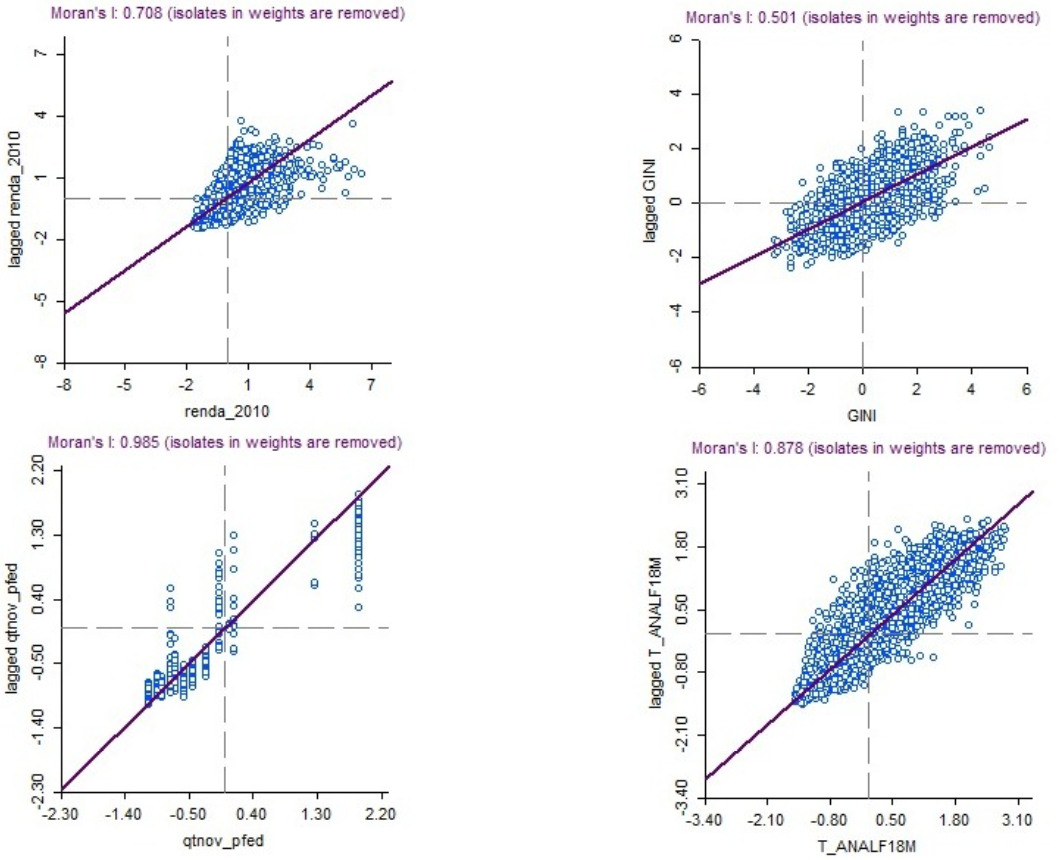 Moran's I: 0.708 (isolates in weights are removed)
7
4
1
-2
-5
-8
lagged renda_2010
-8 -5 -2 1 4 7
renda_2010
Moran's I: 0.501 (isolates in weights are removed)
6
4
2
0
-2
-4
-6
lagged GINI
-6 -4 -2 0 2 4 6
GINI
Moran's I: 0.985 (isolates in weights are removed)
2.20
1.30
0.40
-0.50
-1.40
-2.30
lagged qtnov_pfed
-2.30 -1.40 -0.50 0.40 1.30 2.20
qtnov_pfed
Moran's I: 0.878 (isolates in weights are removed)
3.10
1.80
0.50
-0.80
-2.10
-3.40
lagged T_ANALF18M
-3.40 -2.10 -0.80 0.50 1.80 3.10
T_ANALF18M